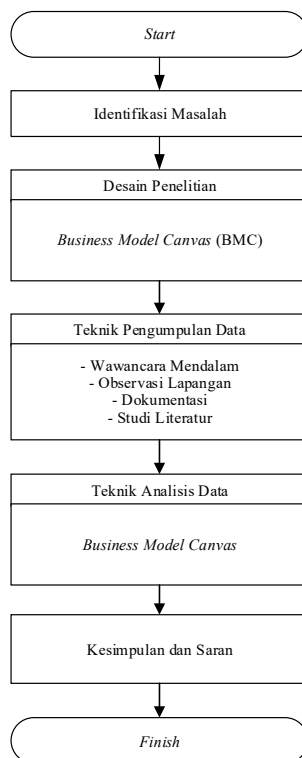 Start
Identifikasi Masalah
Desain Penelitian
Business Model Canvas (BMC)
Teknik Pengumpulan Data
- Wawancara Mendalam
- Observasi Lapangan
- Dokumentasi
- Studi Literatur
Teknik Analisis Data
Business Model Canvas
Kesimpulan dan Saran
Finish